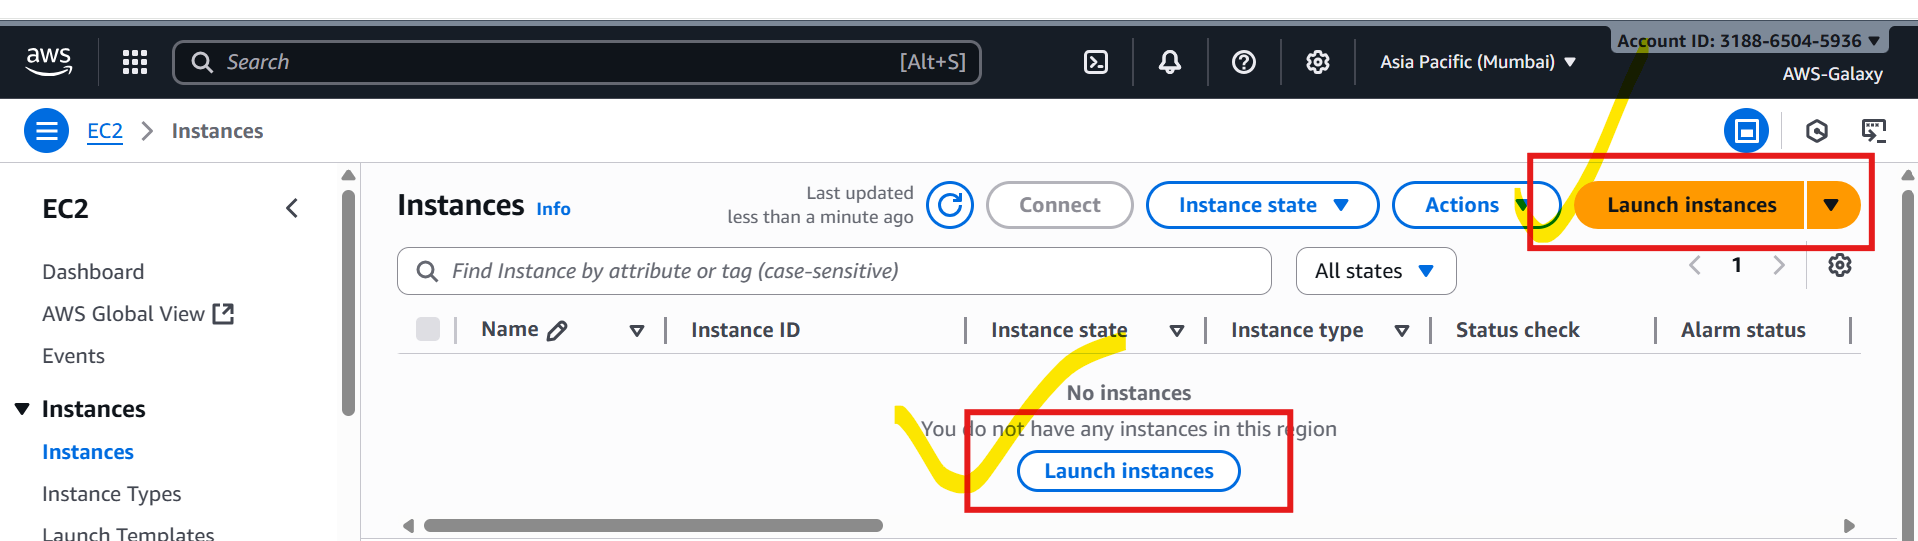 aws
Search [Alt+S]
Asia Pacific (Mumbai)
Account ID: 3188-6504-5936
AWS-Galaxy
EC2 Instances
EC2
Dashboard
AWS Global View
Events
Instances
Instances
Instance Types
Launch Templates
Instances Info
Last updated
less than a minute ago
Connect
Instance state
Actions
Launch instances
Find Instance by attribute or tag (case-sensitive)
All states
1
Name Instance ID Instance state Instance type Status check Alarm status
No instances
You do not have any instances in this region
Launch instances